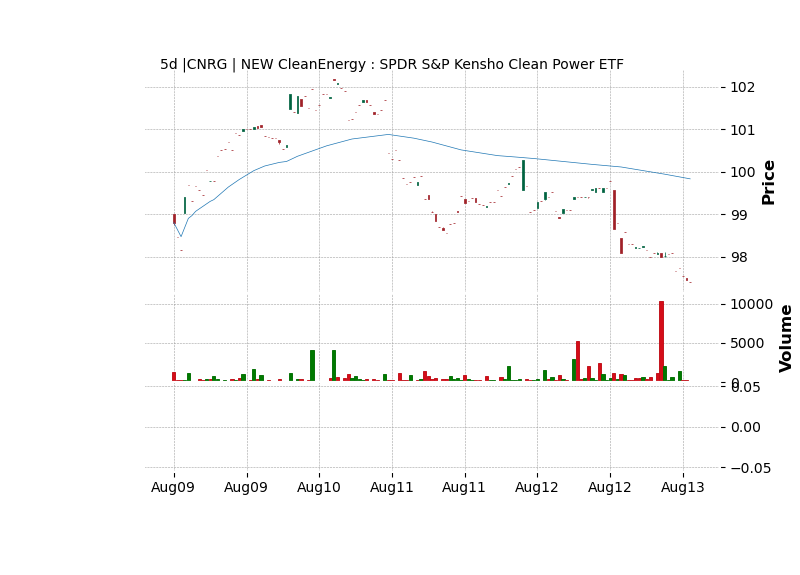 5d |CNRG | NEW CleanEnergy : SPDR S&P Kensho Clean Power ETF
102
101
100
99
98
Price
10000
5000
0
Volume
0.05
0.00
−0.05
Aug09 Aug09 Aug10 Aug11 Aug11 Aug12 Aug12 Aug13